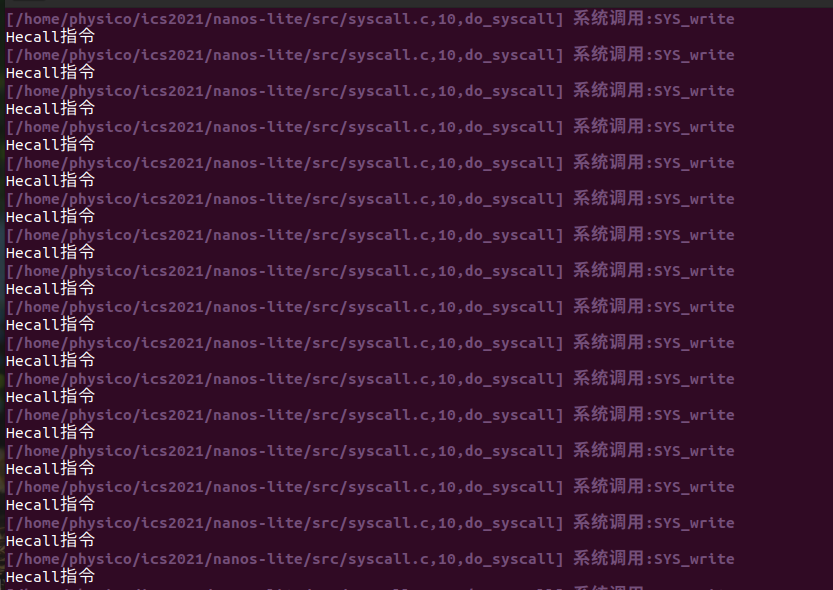 [/home/physico/ics2021/nanos-lite/src/syscall.c,10,do_syscall] 系统调用:SYS_write
Hecall指令
[/home/physico/ics2021/nanos-lite/src/syscall.c,10,do_syscall] 系统调用:SYS_write
Hecall指令
[/home/physico/ics2021/nanos-lite/src/syscall.c,10,do_syscall] 系统调用:SYS_write
Hecall指令
[/home/physico/ics2021/nanos-lite/src/syscall.c,10,do_syscall] 系统调用:SYS_write
Hecall指令
[/home/physico/ics2021/nanos-lite/src/syscall.c,10,do_syscall] 系统调用:SYS_write
Hecall指令
[/home/physico/ics2021/nanos-lite/src/syscall.c,10,do_syscall] 系统调用:SYS_write
Hecall指令
[/home/physico/ics2021/nanos-lite/src/syscall.c,10,do_syscall] 系统调用:SYS_write
Hecall指令
[/home/physico/ics2021/nanos-lite/src/syscall.c,10,do_syscall] 系统调用:SYS_write
Hecall指令
[/home/physico/ics2021/nanos-lite/src/syscall.c,10,do_syscall] 系统调用:SYS_write
Hecall指令
[/home/physico/ics2021/nanos-lite/src/syscall.c,10,do_syscall] 系统调用:SYS_write
Hecall指令
[/home/physico/ics2021/nanos-lite/src/syscall.c,10,do_syscall] 系统调用:SYS_write
Hecall指令
[/home/physico/ics2021/nanos-lite/src/syscall.c,10,do_syscall] 系统调用:SYS_write
Hecall指令
[/home/physico/ics2021/nanos-lite/src/syscall.c,10,do_syscall] 系统调用:SYS_write
Hecall指令
[/home/physico/ics2021/nanos-lite/src/syscall.c,10,do_syscall] 系统调用:SYS_write
Hecall指令
[/home/physico/ics2021/nanos-lite/src/syscall.c,10,do_syscall] 系统调用:SYS_write
Hecall指令
[/home/physico/ics2021/nanos-lite/src/syscall.c,10,do_syscall] 系统调用:SYS_write
Hecall指令